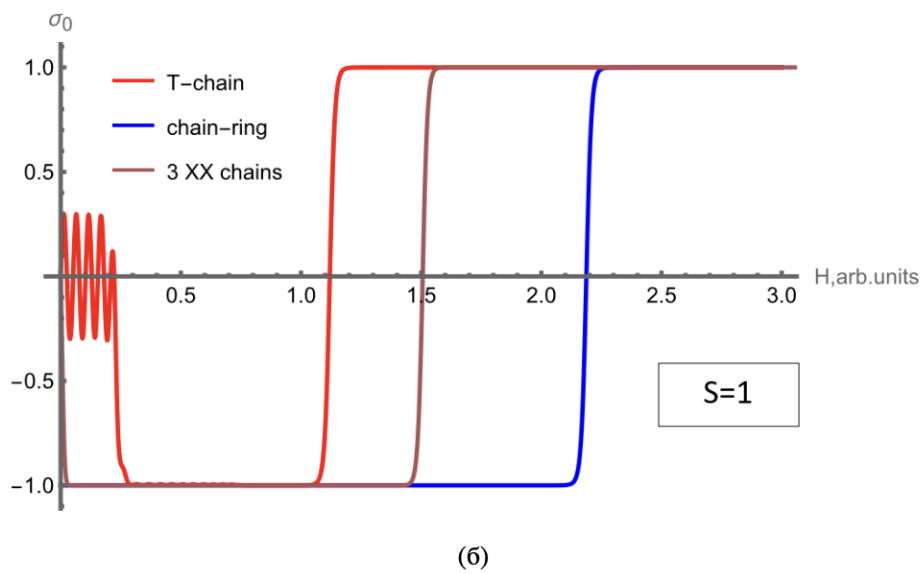 σ0
1.0
T-chain
chain-ring
0.5
3 XX chains
H,arb.units
0.5 1.0 1.5 2.0 2.5 3.0
-0.5
S=1
-1.0
(б)